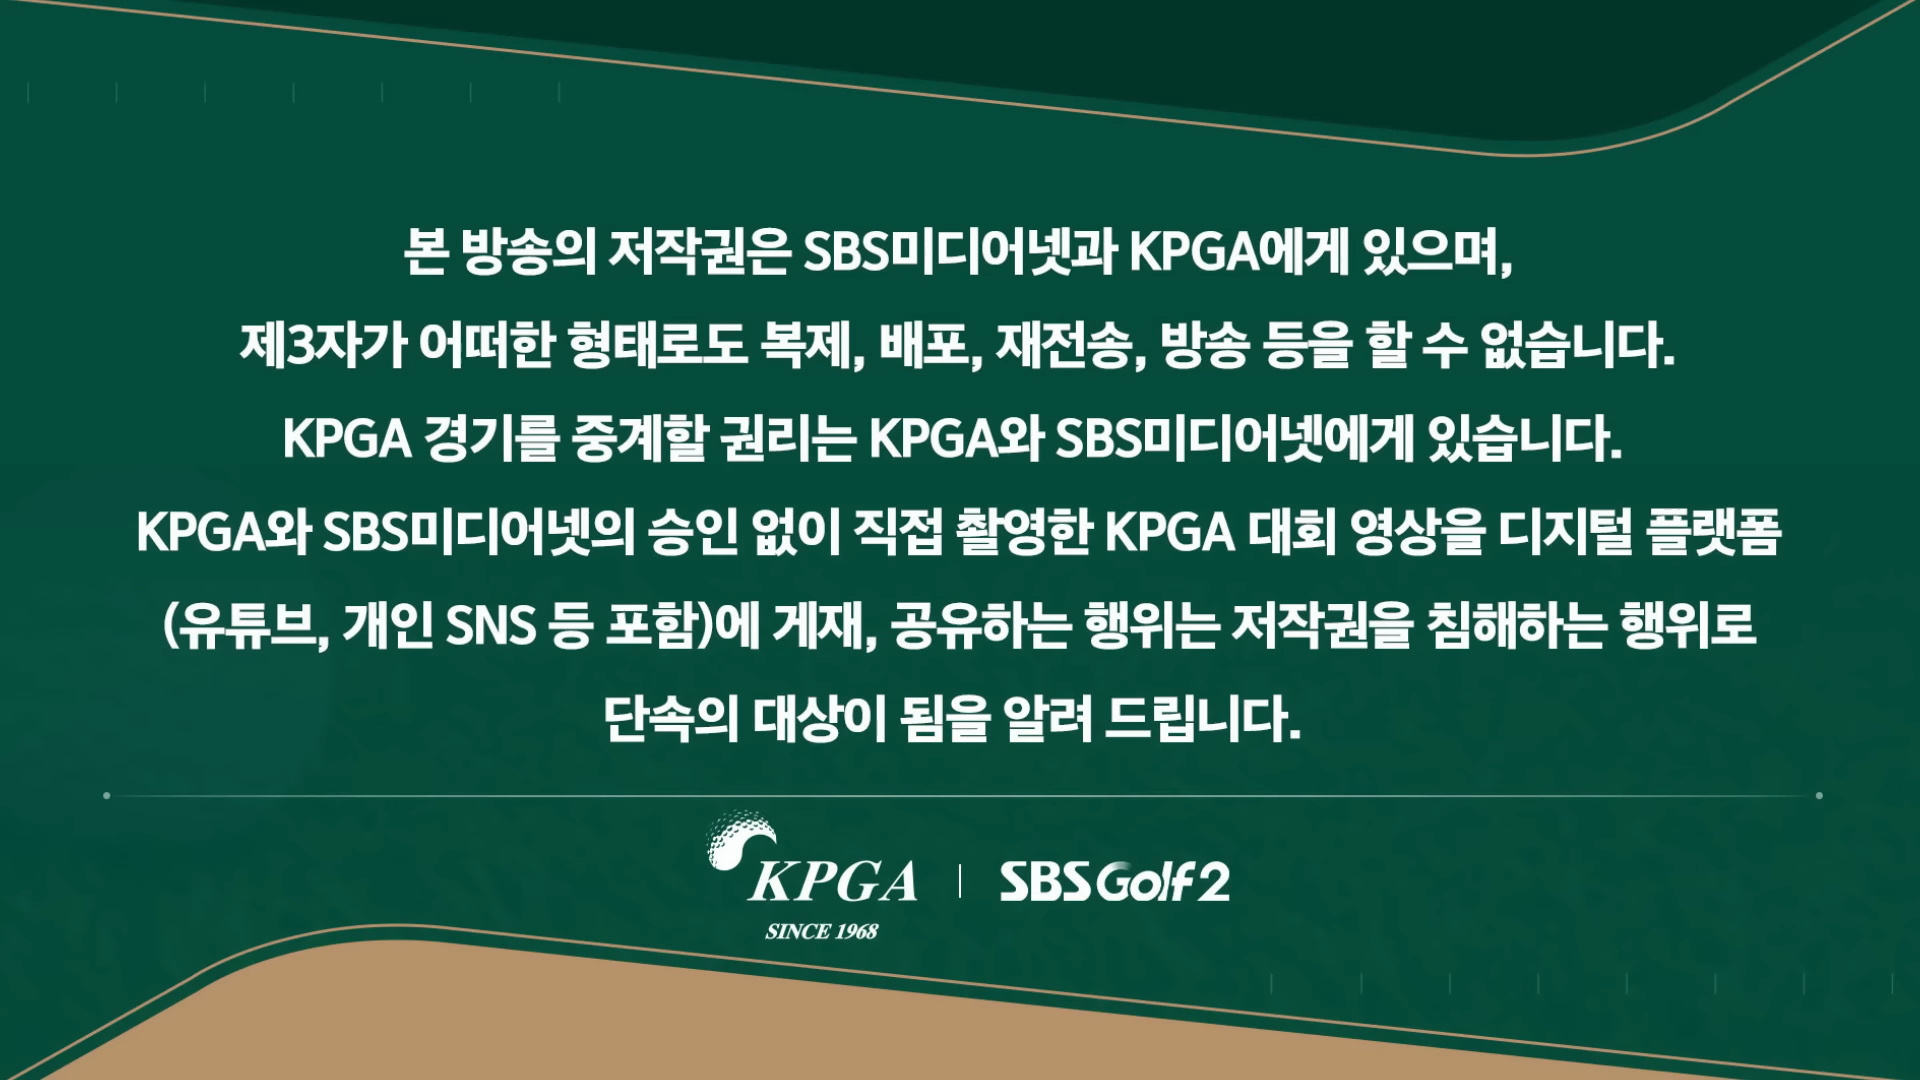 본 방송의 저작권은 SBS미디어넷과 KPGA에게 있으며,
제3자가 어떠한 형태로도 복제, 배포, 재전송, 방송 등을 할 수 없습니다.
KPGA 경기를 중계할 권리는 KPGA와 SBS미디어넷에게 있습니다.
KPGA와 SBS미디어넷의 승인 없이 직접 촬영한 KPGA 대회 영상을 디지털 플랫폼
(유튜브, 개인 SNS 등 포함)에 게재, 공유하는 행위는 저작권을 침해하는 행위로
단속의 대상이 됨을 알려 드립니다.
KPGA | SBS Golf 2
SINCE 1968